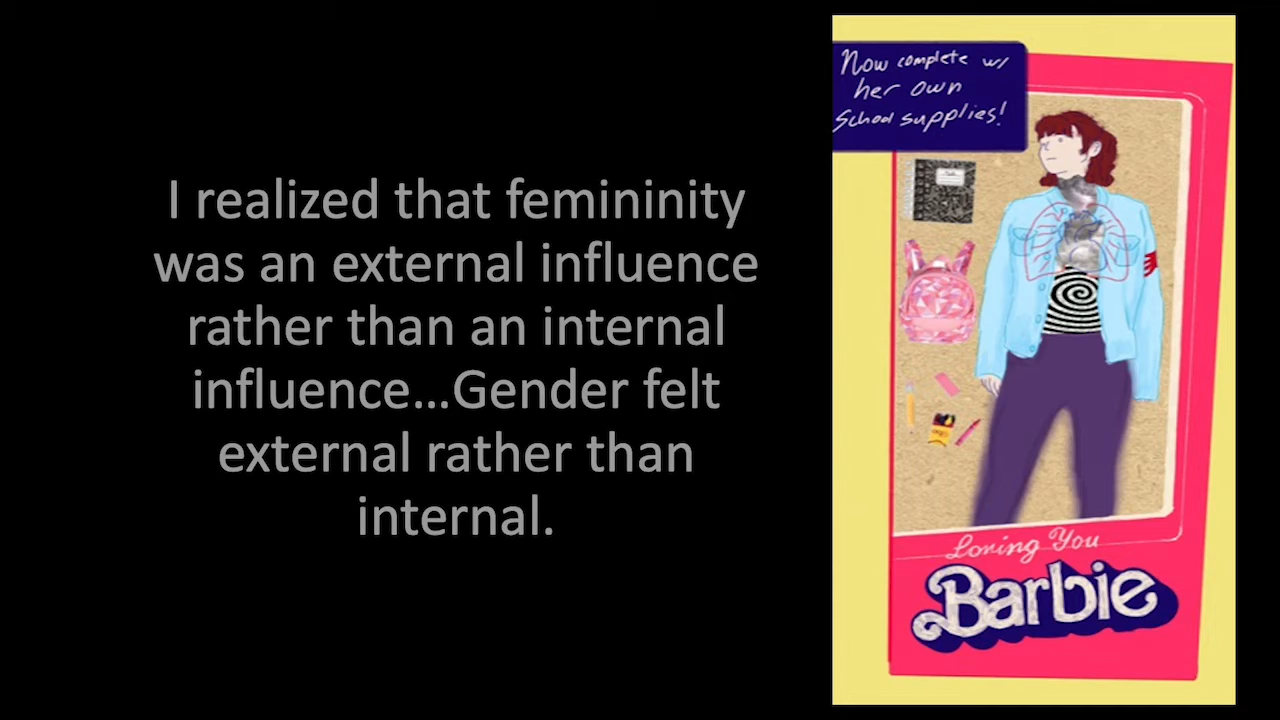 I realized that femininity
was an external influence
rather than an internal
influence...Gender felt
external rather than
internal.
Now complete w/
her own
School supplies!
Loving You
Barbie